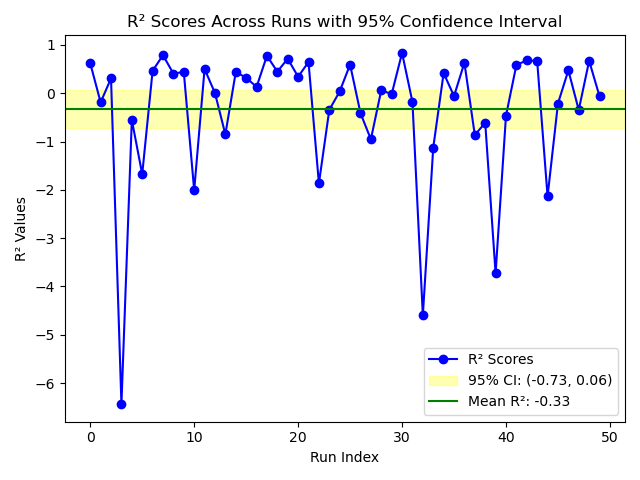 R² Scores Across Runs with 95% Confidence Interval
1
0
−1
−2
−3
−4
−5
−6
R² Values
R² Scores
95% CI: (-0.73, 0.06)
Mean R²: -0.33
0
10
20
30
40
50
Run Index